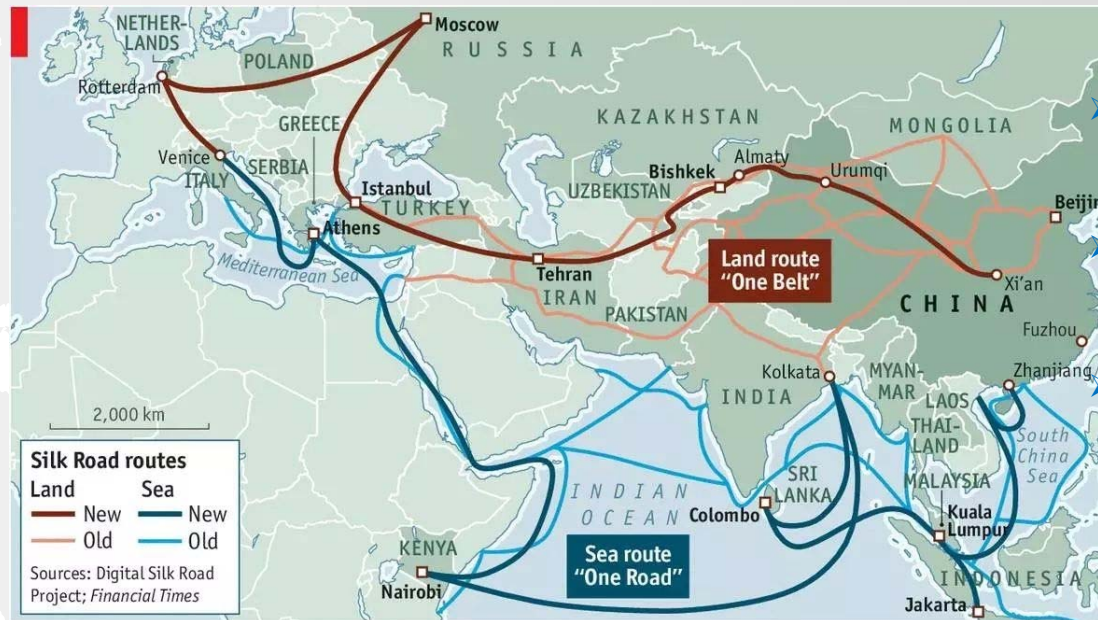 NETHER-
LANDS
Moscow
RUSSIA
POLAND
Rotterdam
KAZAKHSTAN
MONGOLIA
GREECE
Venice
ITALY
SERBIA
Bishkek
Almaty
Urumqi
UZBEKISTAN
Istanbul
TURKEY
Beijin
Athens
Mediterranean Sea
Land route
"One Belt"
Tehran
IRAN
Xi'an
CHINA
PAKISTAN
Fuzhou
Kolkata
MYAN-
MAR
Zhanjiang
INDIA
LAOS
2,000 km
THAI-
LAND
South
China
Sea
Silk Road routes
Land Sea
New New
Old Old
Sources: Digital Silk Road
Project; Financial Times
SRI
LANKA
MALAYSIA
INDIAN
OCEAN
Colombo
Kuala
Lumpur
KENYA
Sea route
"One Road"
Nairobi
INDONESIA
Jakarta